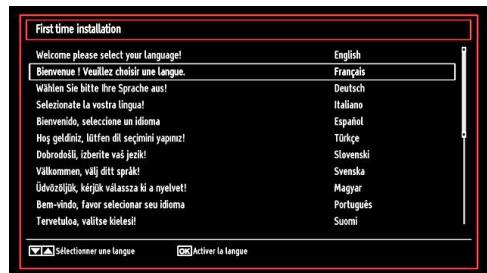 First time installation
Welcome please select your language! English
Bienvenue ! Veuillez choisir une langue. Français
Wählen Sie bitte Ihre Sprache aus! Deutsch
Selezionate la vostra lingua! Italiano
Bienvenido, seleccione un idioma Español
Hoş geldiniz, lütfen dil seçimini yapınız! Türkçe
Dobrodošli, izberite vaš jezik! Slovenski
Välkommen, välj ditt språk! Svenska
Üdvözöljük, kérjük válassza ki a nyelvet! Magyar
Bem-vindo, favor selecionar seu idioma Português
Tervetuloa, valitse kielesi! Suomi
Sélectionner une langue OK Activer la langue